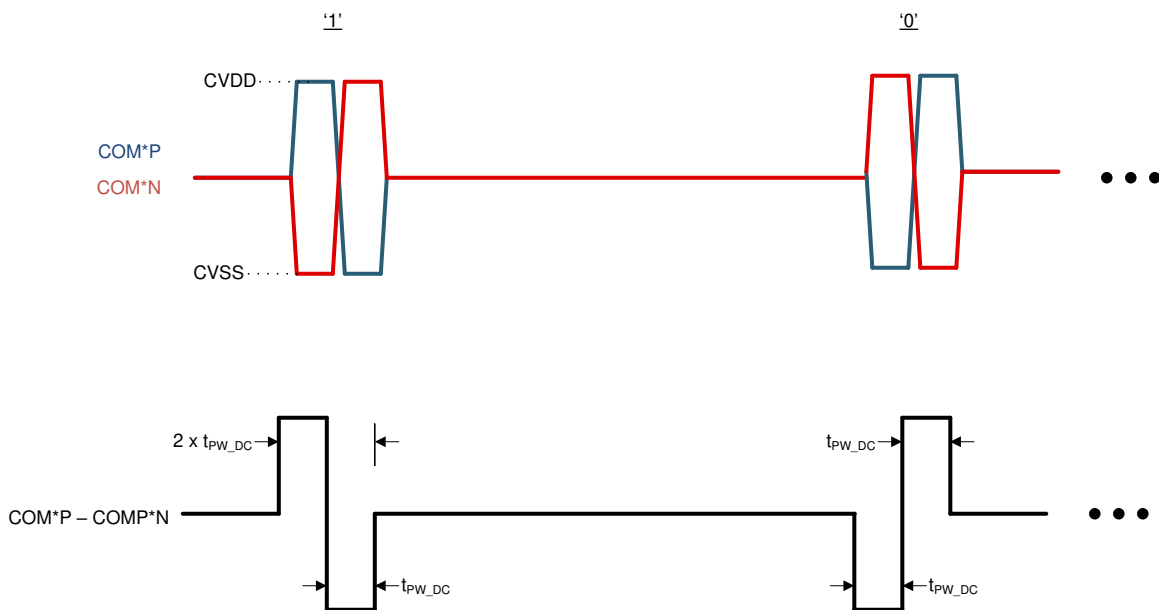 ‘1’
‘0’
CVDD
COM*P
COM*N
CVSS
2 x tPW_DC
tPW_DC
COM*P – COMP*N
tPW_DC
tPW_DC